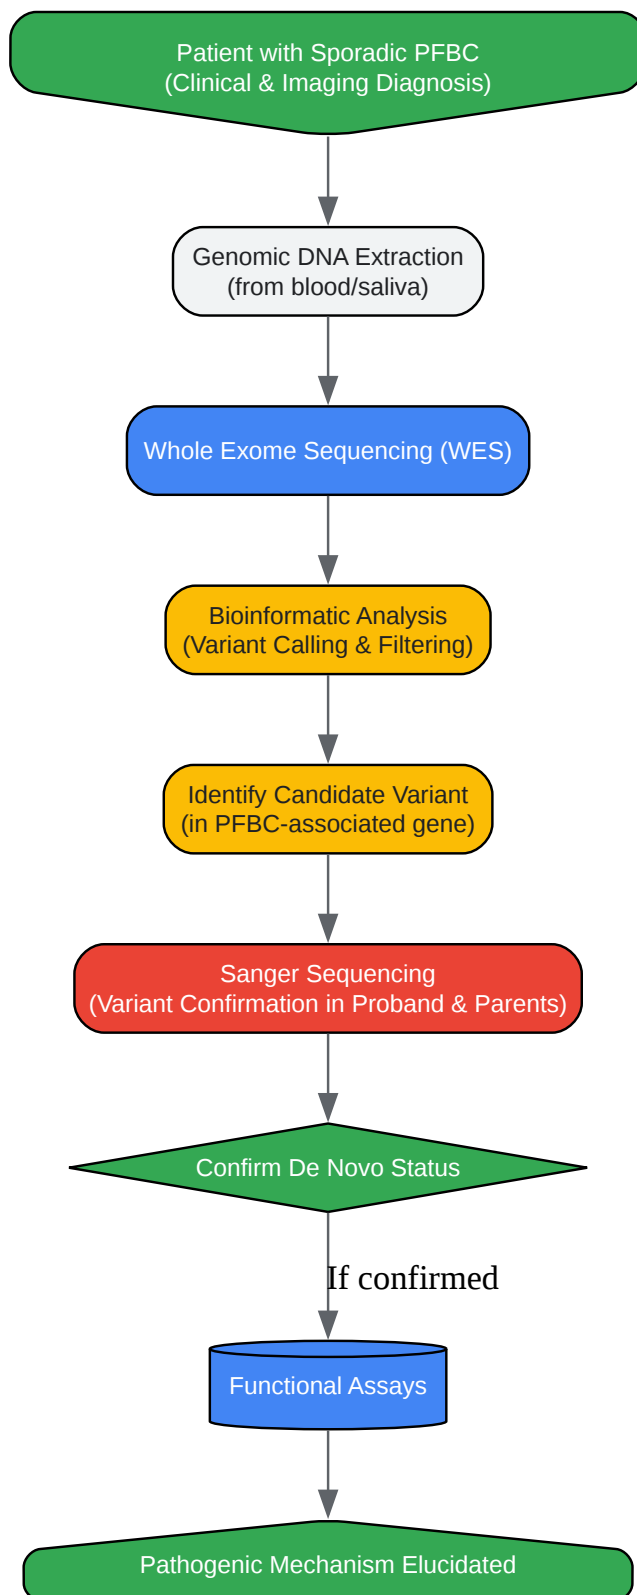 Patient with Sporadic PFBC
(Clinical & Imaging Diagnosis)
Genomic DNA Extraction
(from blood/saliva)
Whole Exome Sequencing (WES)
Bioinformatic Analysis
(Variant Calling & Filtering)
Identify Candidate Variant
(in PFBC-associated gene)
Sanger Sequencing
(Variant Confirmation in Proband & Parents)
Confirm De Novo Status
If confirmed
Functional Assays
Pathogenic Mechanism Elucidated